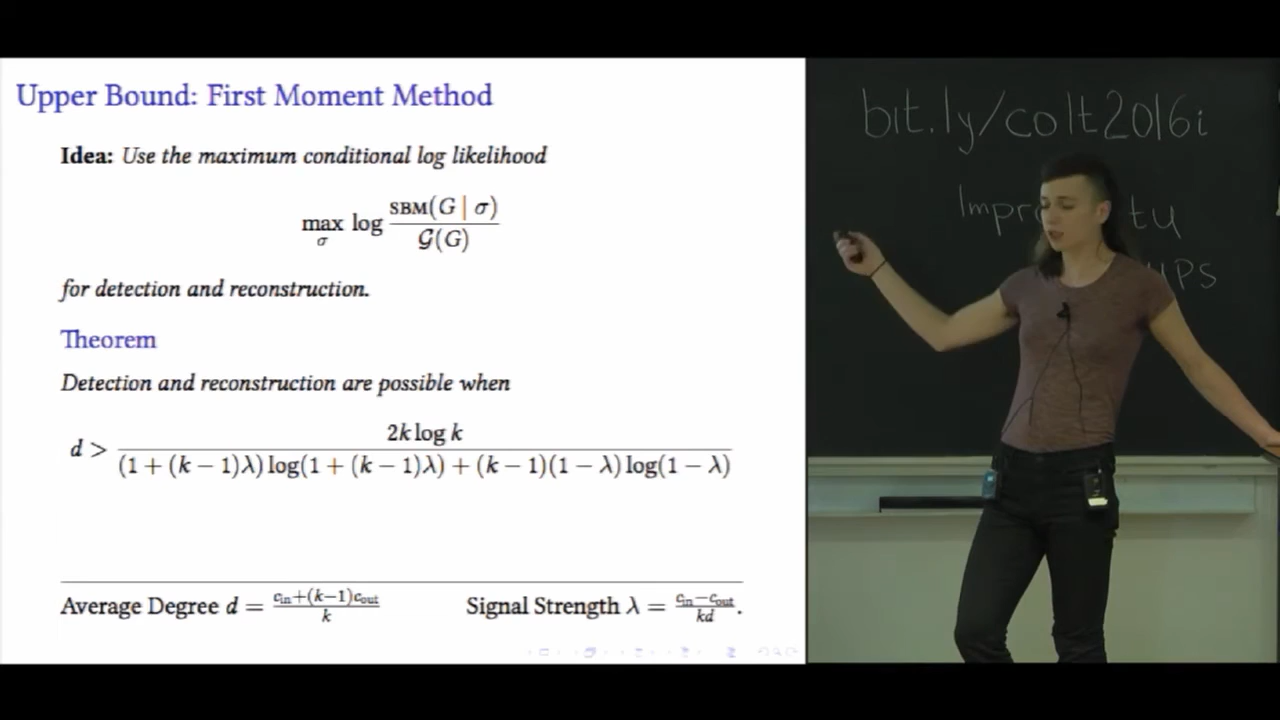 Upper Bound: First Moment Method
Idea: Use the maximum conditional log likelihood
max_σ log SBM(G | σ) / 𝒢(G)
for detection and reconstruction.
Theorem
Detection and reconstruction are possible when
d > 2k log k / (1 + (k − 1)λ) log(1 + (k − 1)λ) + (k − 1)(1 − λ) log(1 − λ)
Average Degree d = c_in+(k−1)c_out / k
Signal Strength λ = c_in−c_out / kd.
bit.ly/colt2016i